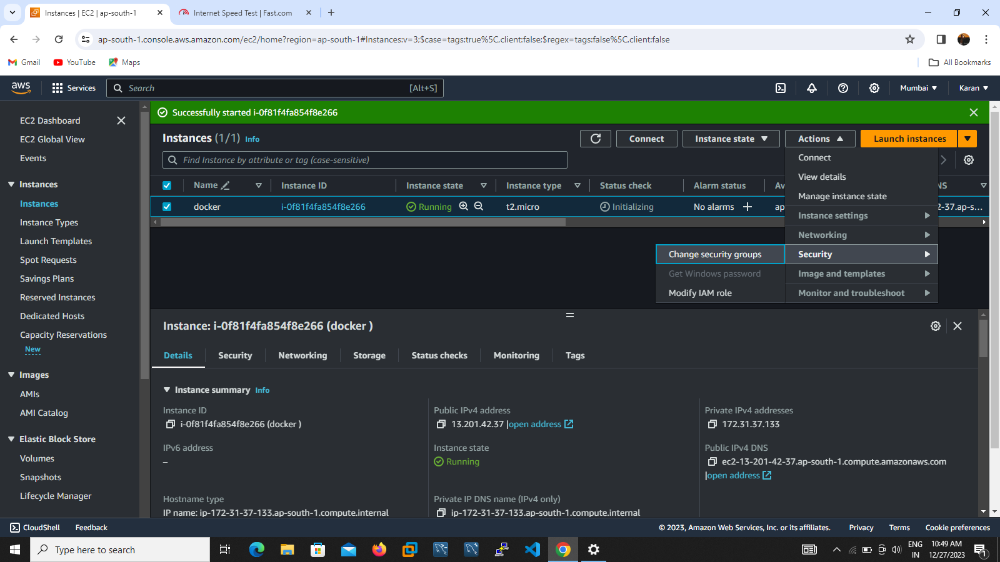 Instances | EC2 | ap-south-1
Internet Speed Test | Fast.com
ap-south-1.console.aws.amazon.com/ec2/home?region=ap-south-1#Instances:v=3;$case=tags:true%5C,client:false;$regex=tags:false%5C,client:false
Gmail YouTube Maps All Bookmarks
aws Services Search [Alt+S] Mumbai Karan
EC2 Dashboard
EC2 Global View
Events
Instances
Instances
Instance Types
Launch Templates
Spot Requests
Savings Plans
Reserved Instances
Dedicated Hosts
Capacity Reservations
New
Images
AMIs
AMI Catalog
Elastic Block Store
Volumes
Snapshots
Lifecycle Manager
Successfully started i-0f81f4fa854f8e266
Instances (1/1) Info Connect Instance state Actions Launch instances
Find Instance by attribute or tag (case-sensitive)
Name Instance ID Instance state Instance type Status check Alarm status Av NS
docker i-0f81f4fa854f8e266 Running t2.micro Initializing No alarms ap 2-37.ap-s...
Connect
View details
Manage instance state
Instance settings
Networking
Security
Image and templates
Monitor and troubleshoot
Change security groups
Get Windows password
Modify IAM role
Instance: i-0f81f4fa854f8e266 (docker )
Details Security Networking Storage Status checks Monitoring Tags
Instance summary Info
Instance ID
i-0f81f4fa854f8e266 (docker )
Public IPv4 address
13.201.42.37 |open address
Private IPv4 addresses
172.31.37.133
IPv6 address
–
Instance state
Running
Public IPv4 DNS
ec2-13-201-42-37.ap-south-1.compute.amazonaws.com
|open address
Hostname type
IP name: ip-172-31-37-133.ap-south-1.compute.internal
Private IP DNS name (IPv4 only)
ip-172-31-37-133.ap-south-1.compute.internal
CloudShell Feedback © 2023, Amazon Web Services, Inc. or its affiliates. Privacy Terms Cookie preferences
Type here to search
ENG
IN
10:49 AM
12/27/2023
1